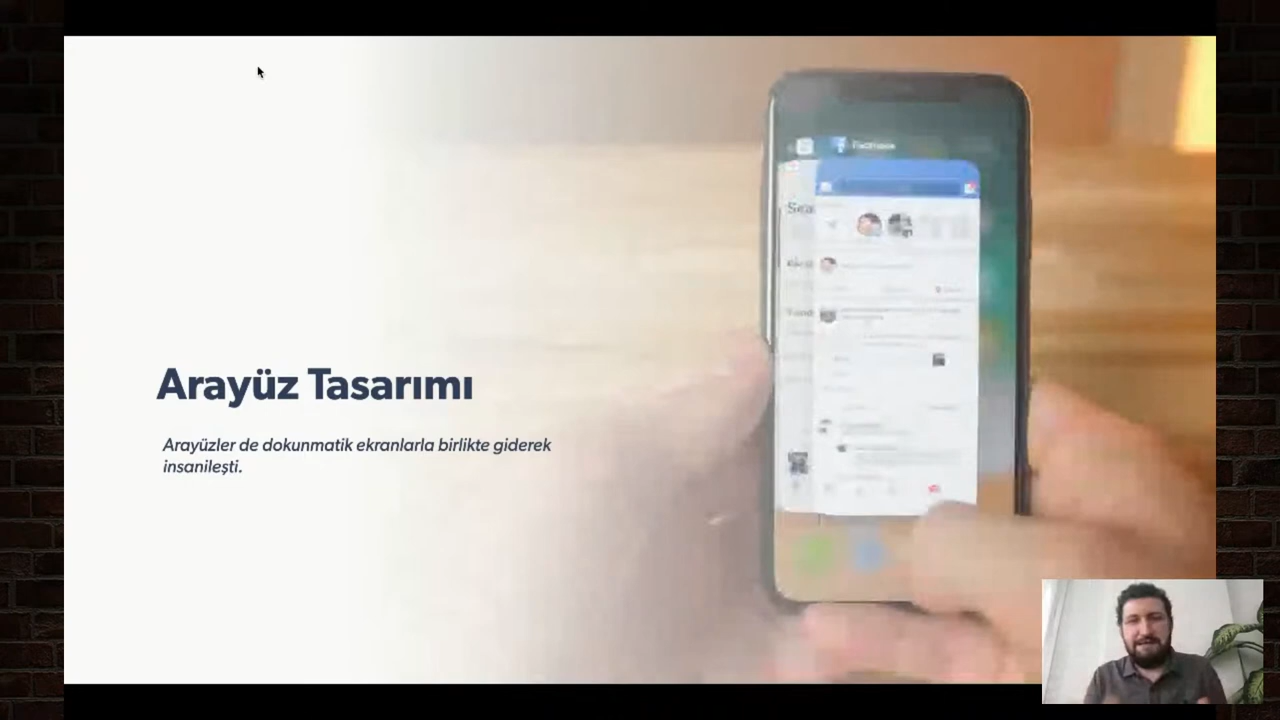 Arayüz Tasarımı
Arayüzler de dokunmatik ekranlarla birlikte giderek
insanileşti.